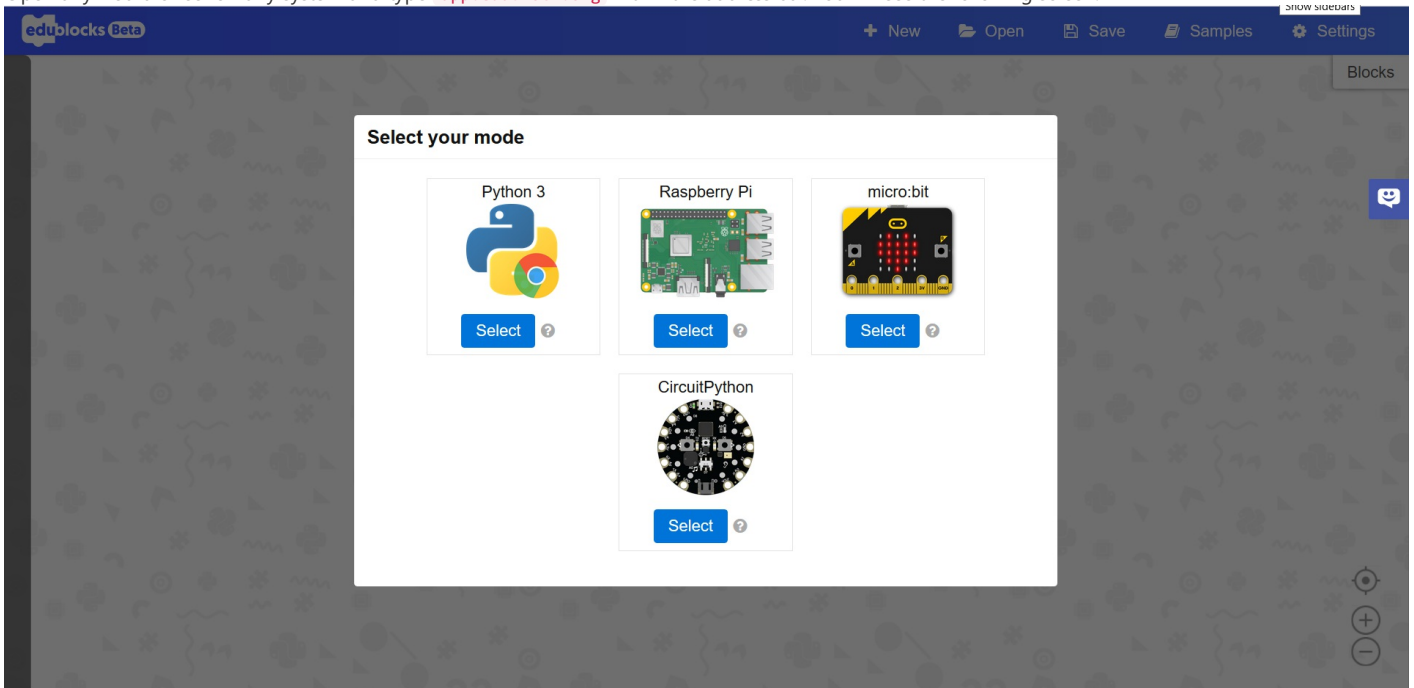 Show sidebars
edublocks Beta
New
Open
Save
Samples
Settings
Blocks
Select your mode
Python 3
Raspberry Pi
micro:bit
Select
Select
Select
CircuitPython
Select